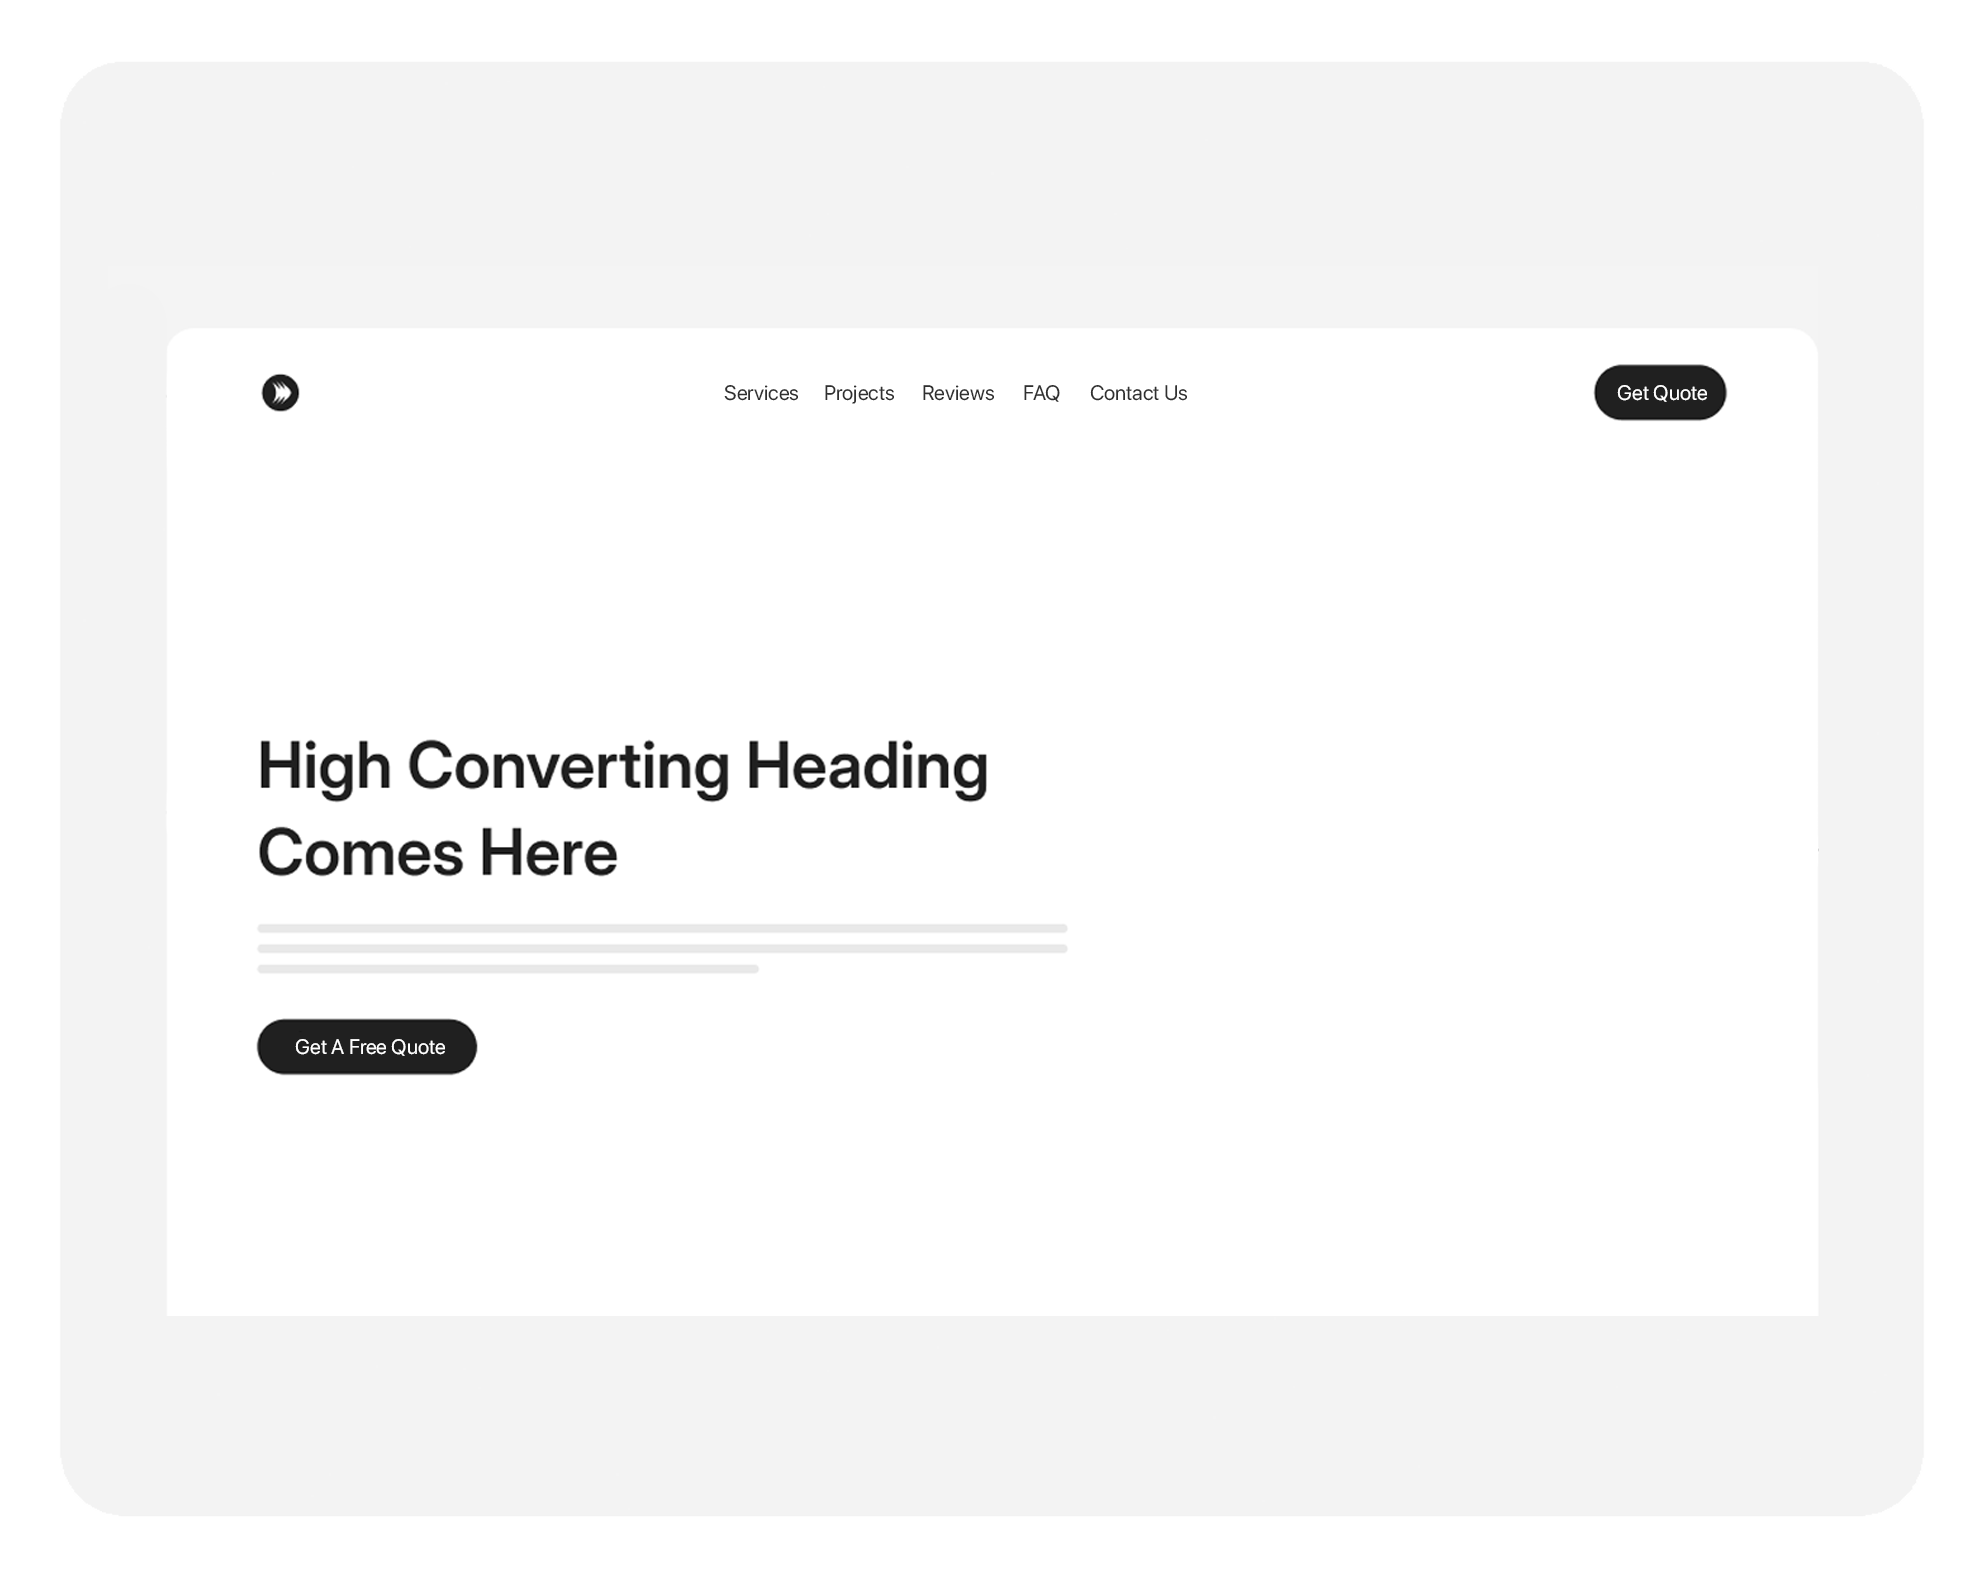 Services Projects Reviews FAQ Contact Us Get Quote
High Converting Heading
Comes Here
Get A Free Quote